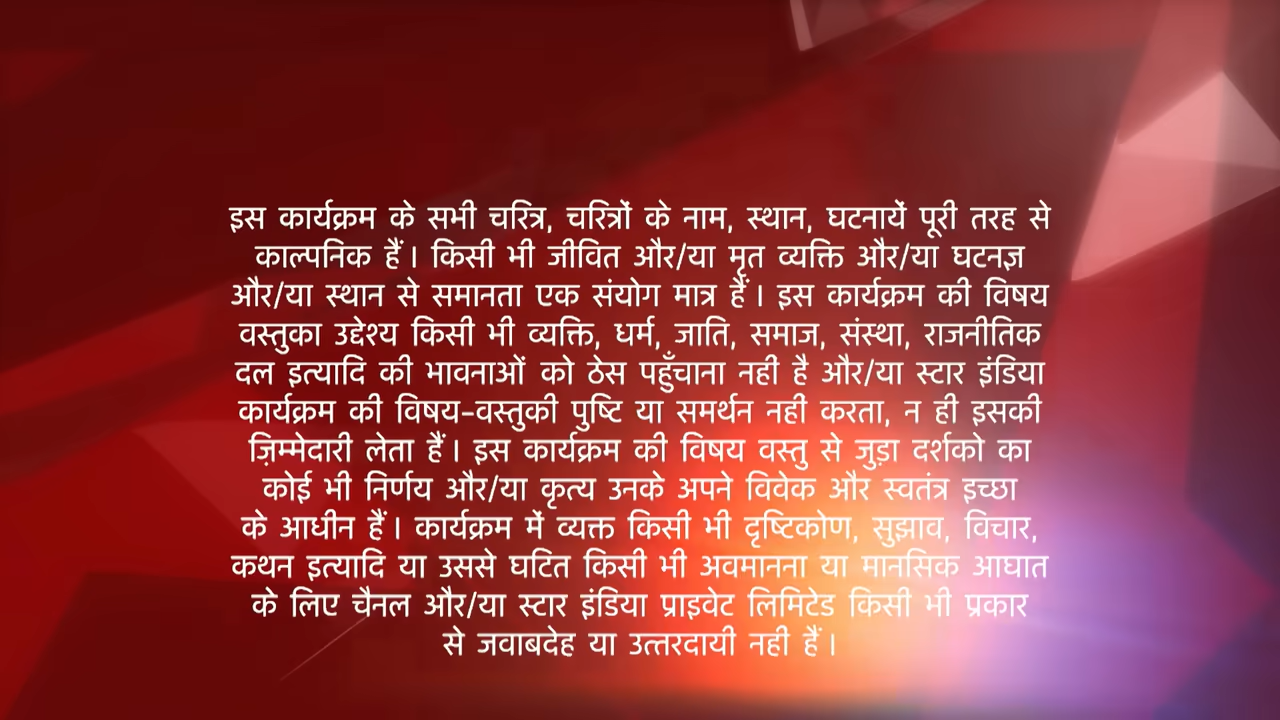 इस कार्यक्रम के सभी चरित्र, चरित्रों के नाम, स्थान, घटनायें पूरी तरह से
काल्पनिक हैं। किसी भी जीवित और/या मृत व्यक्ति और/या घटनज्ञ
और/या स्थान से समानता एक संयोग मात्र हैं। इस कार्यक्रम की विषय
वस्तुका उद्देश्य किसी भी व्यक्ति, धर्म, जाति, समाज, संस्था, राजनीतिक
दल इत्यादि की भावनाओं को ठेस पहुँचाना नही है और/या स्टार इंडिया
कार्यक्रम की विषय-वस्तुकी पुष्टि या समर्थन नही करता, न ही इसकी
ज़िम्मेदारी लेता हैं। इस कार्यक्रम की विषय वस्तु से जुड़ा दर्शको का
कोई भी निर्णय और/या कृत्य उनके अपने विवेक और स्वतंत्र इच्छा
के आधीन हैं। कार्यक्रम में व्यक्त किसी भी दृष्टिकोण, सुझाव, विचार,
कथन इत्यादि या उससे घटित किसी भी अवमानना या मानसिक आघात
के लिए चैनल और/या स्टार इंडिया प्राइवेट लिमिटेड किसी भी प्रकार
से जवाबदेह या उत्तरदायी नही हैं।